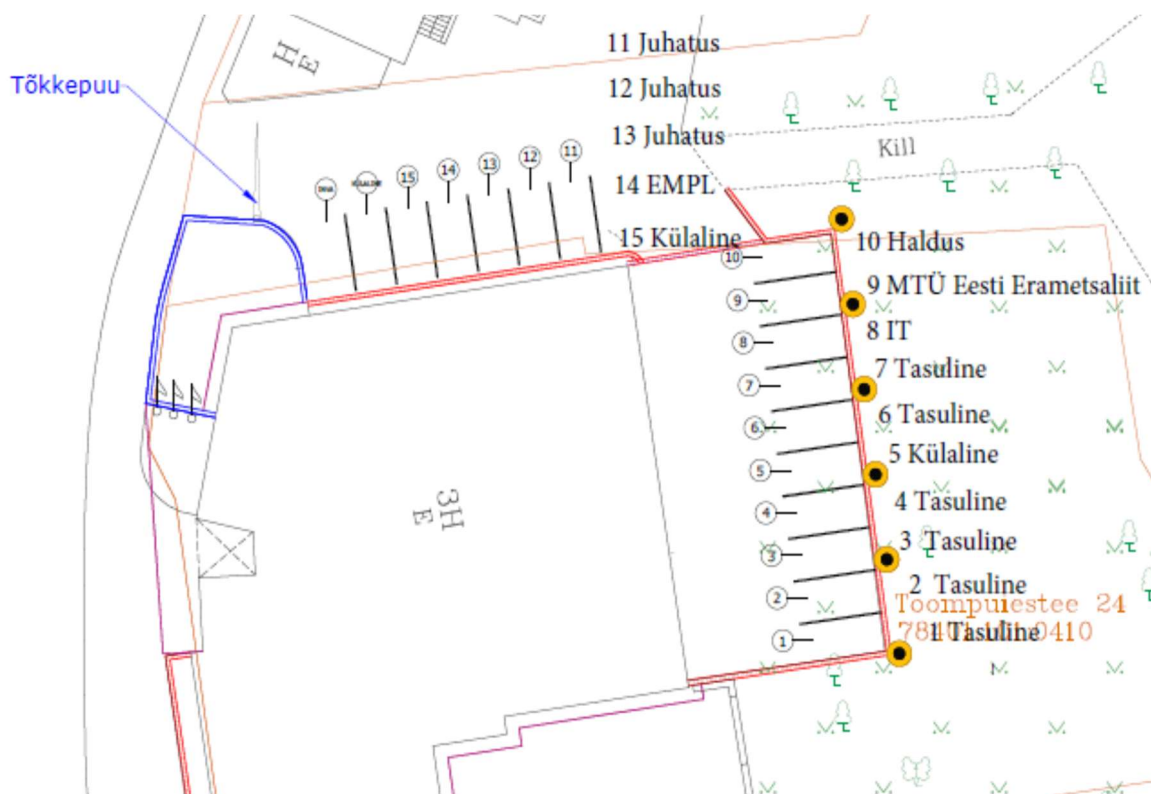 H
E
11 Juhatus
12 Juhatus
13 Juhatus
14 EMPL
15 Külaline
Tõkkepuu
Kill
KÜLALINE
15
14
13
12
11
10 Haldus
9 MTÜ Eesti Erametsaliit
8 IT
7 Tasuline
6 Tasuline
5 Külaline
4 Tasuline
3 Tasuline
2 Tasuline
1 Tasuline
10
9
8
7
6
5
4
3
2
1
3H
E
Toompuiestee 24